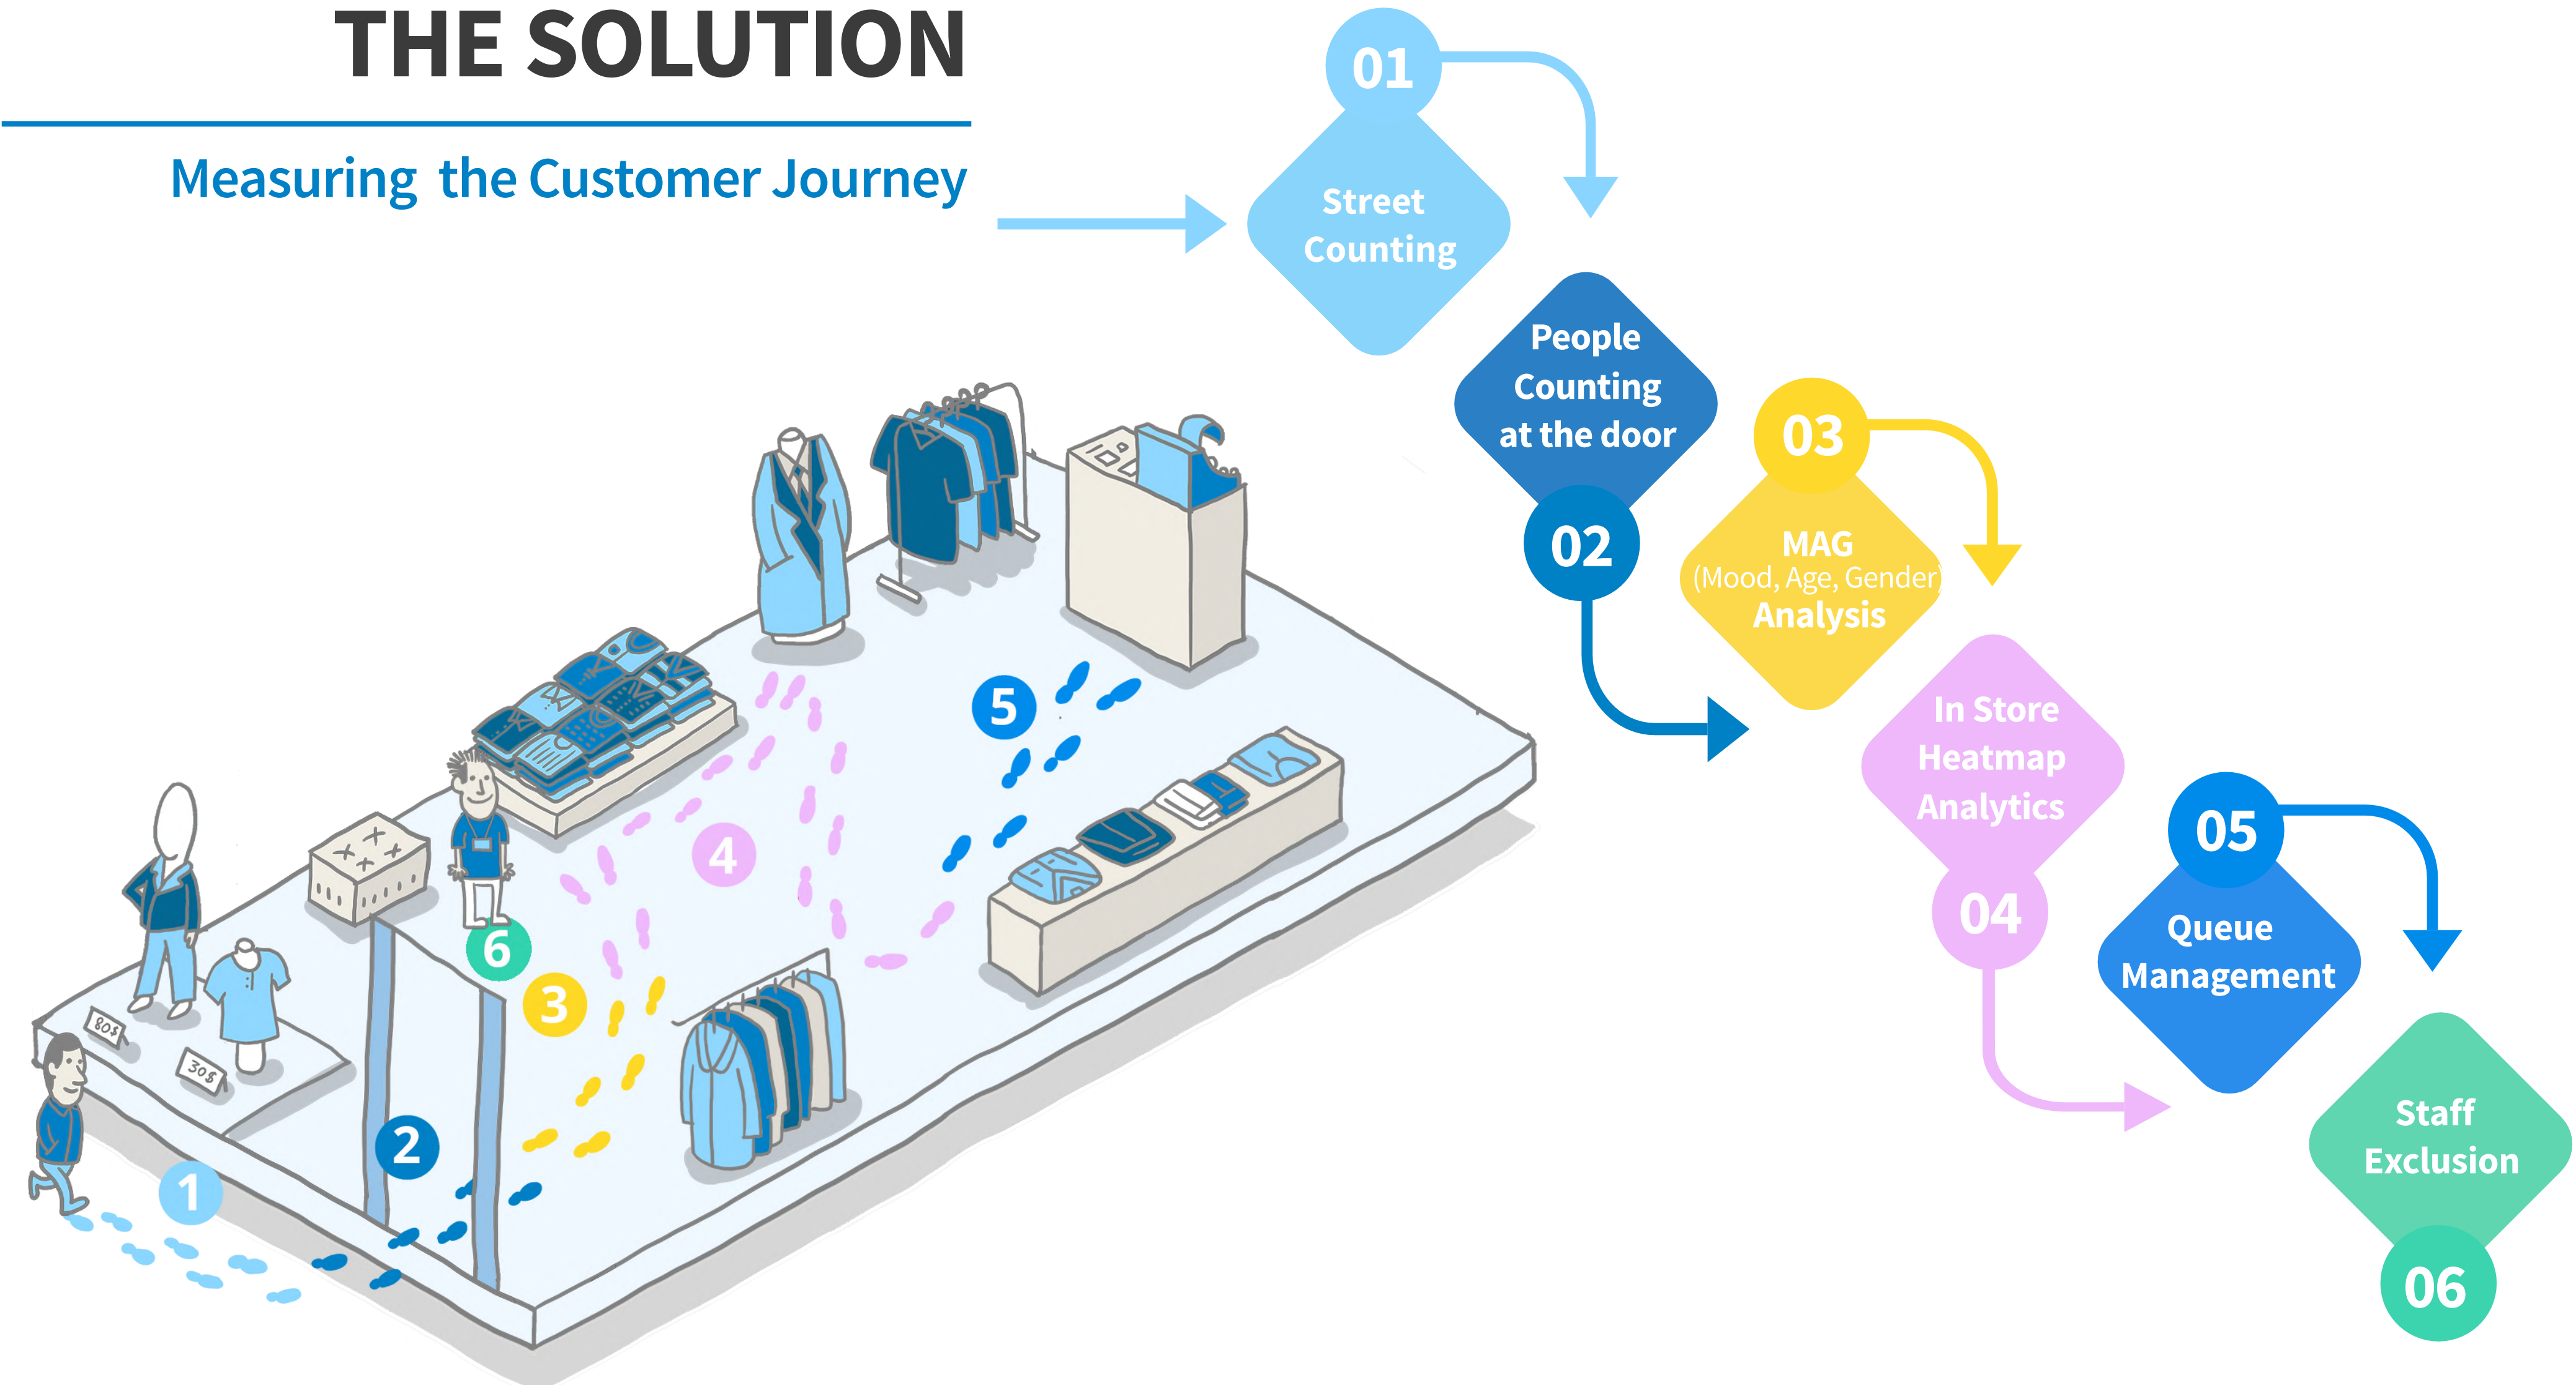 THE SOLUTION
Measuring the Customer Journey
01
Street
Counting
People
Counting
at the door
02
03
MAG
(Mood, Age, Gender)
Analysis
In Store
Heatmap
Analytics
04
05
Queue
Management
Staff
Exclusion
06
5
4
6
3
80$
30$
2
1